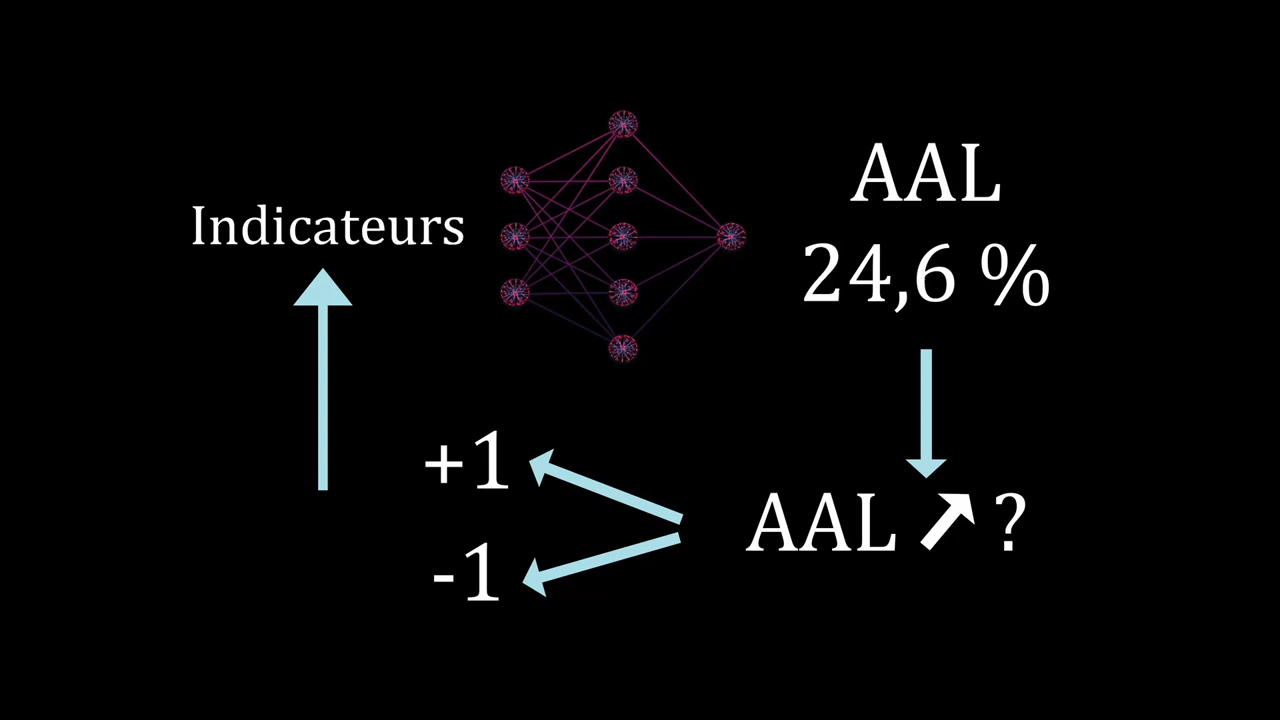 Indicateurs
AAL
24,6 %
+1
-1
AAL ↗ ?